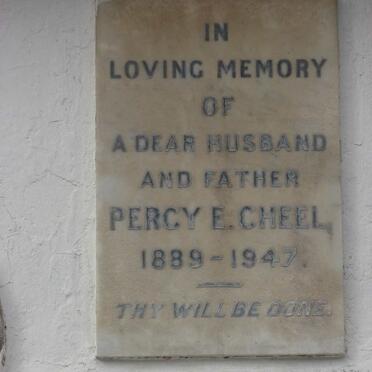 IN
LOVING MEMORY
OF
A DEAR HUSBAND
AND FATHER
PERCY E. CHEEL,
1889-1947.
THY WILL BE DONE.